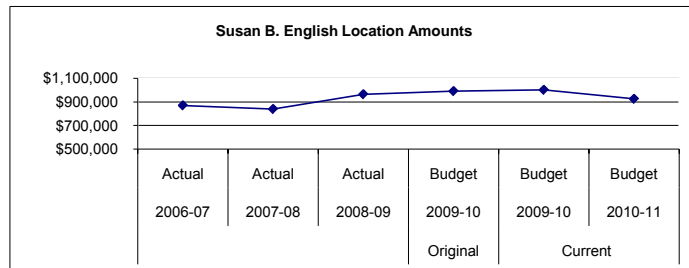 Susan B. English Location Amounts
$1,100,000
$900,000
$700,000
$500,000
Actual Actual Actual Budget Budget Budget
2006-07 2007-08 2008-09 2009-10 2009-10 2010-11
Original Current